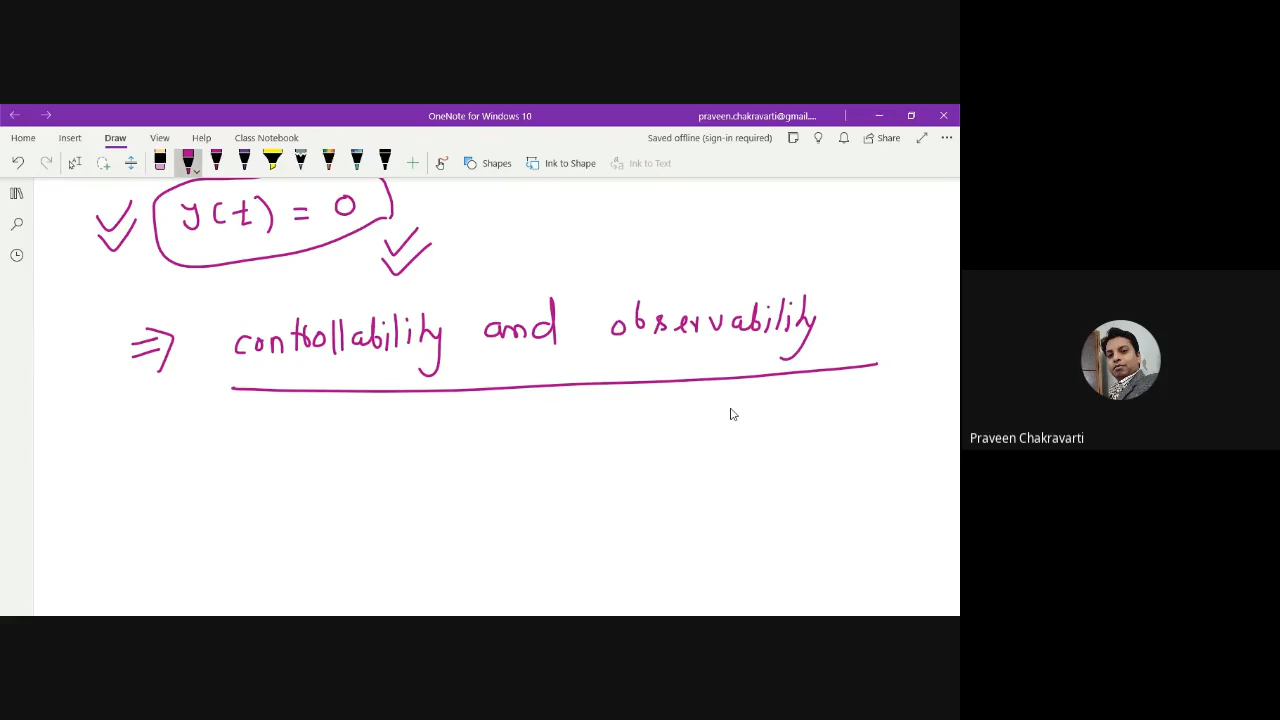 OneNote for Windows 10
praveen.chakravarti@gmail....
Home Insert Draw View Help Class Notebook
Saved offline (sign-in required) Share
Shapes Ink to Shape Ink to Text
y(t) = 0
⇒ controllability and observability
Praveen Chakravarti